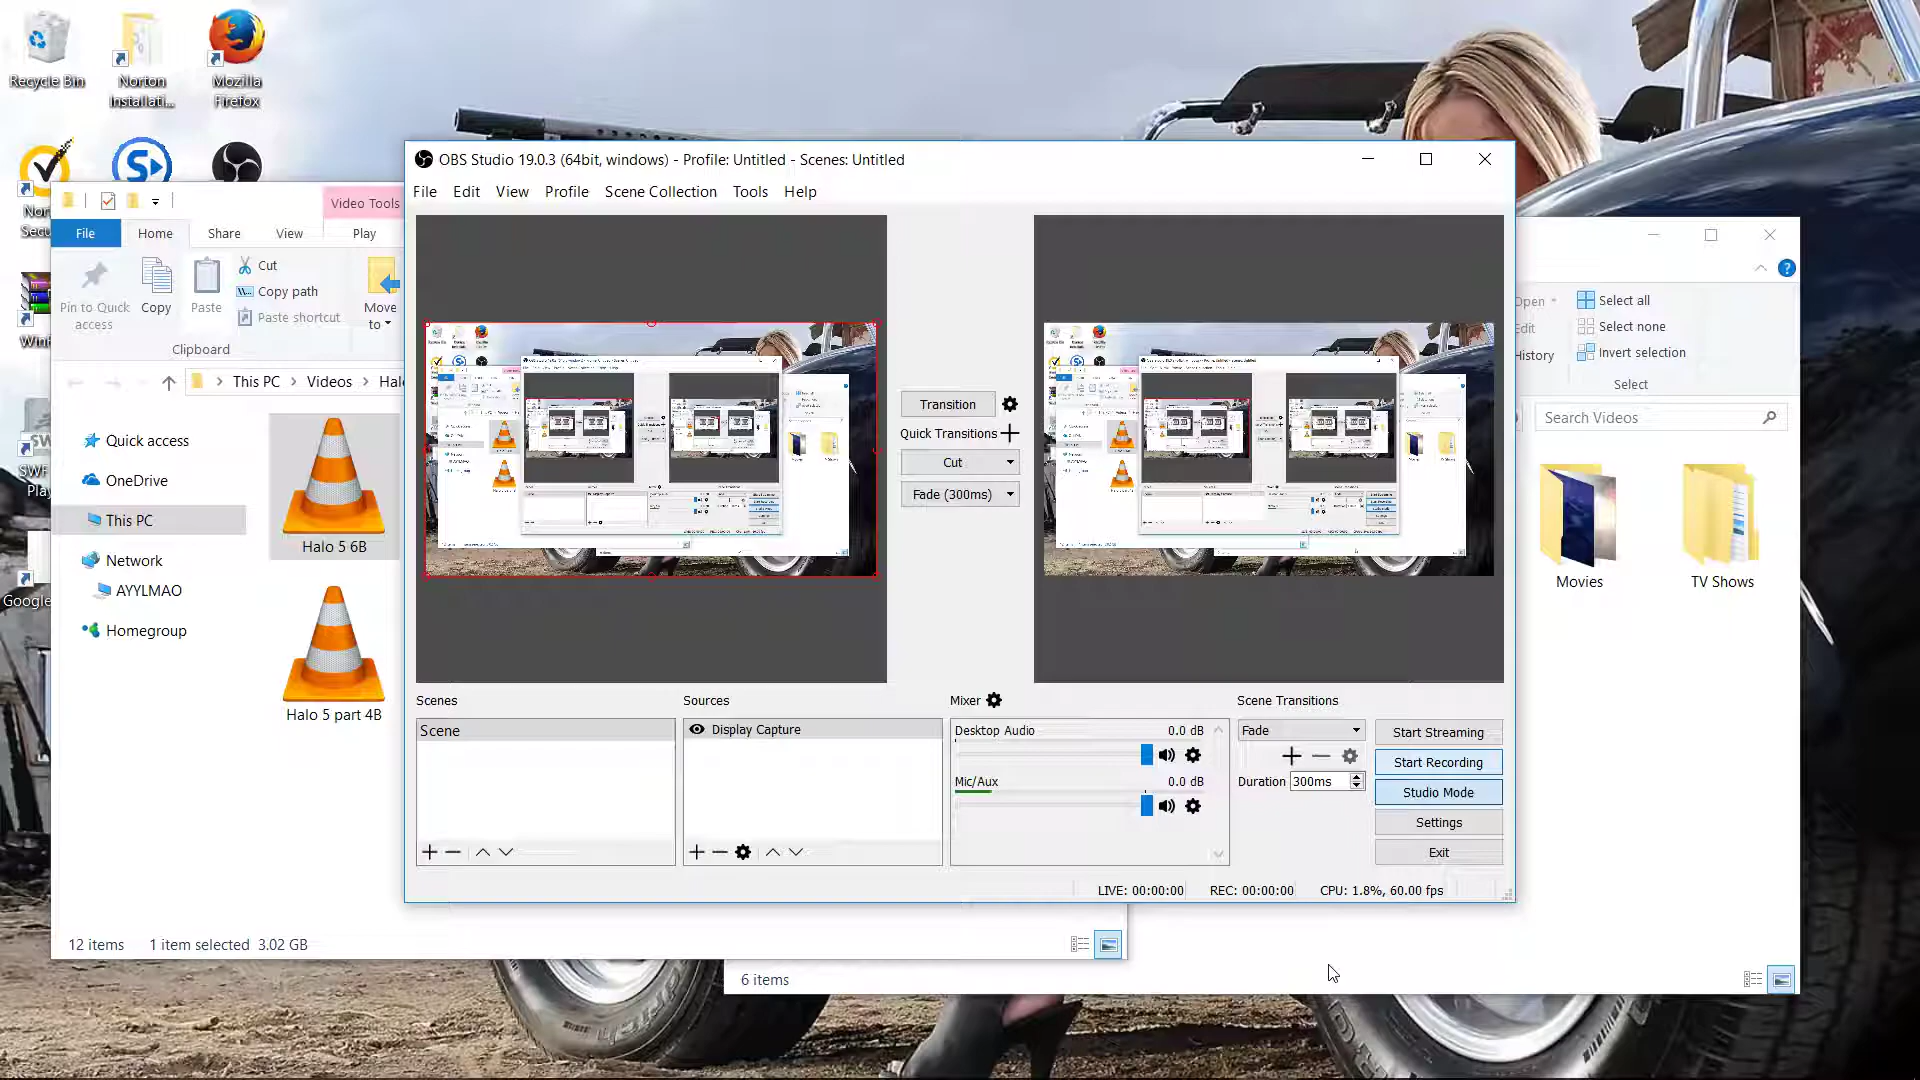 Recycle Bin
Norton
Installati...
Mozilla
Firefox
OBS Studio 19.0.3 (64bit, windows) - Profile: Untitled - Scenes: Untitled
File Edit View Profile Scene Collection Tools Help
Video Tools
File Home Share View Play
Pin to Quick
access
Copy
Paste
Cut
Copy path
Paste shortcut
Move
to
Clipboard
This PC Videos
Quick access
OneDrive
This PC
Network
AYYLMAO
Homegroup
Google
Halo 5 6B
Halo 5 part 4B
12 items 1 item selected 3.02 GB
Transition
Quick Transitions
Cut
Fade (300ms)
Scenes
Scene
Sources
Display Capture
Mixer
Desktop Audio 0.0 dB
Mic/Aux 0.0 dB
Scene Transitions
Fade
Duration 300ms
Start Streaming
Start Recording
Studio Mode
Settings
Exit
LIVE: 00:00:00 REC: 00:00:00 CPU: 1.8%, 60.00 fps
Select all
Select none
Invert selection
Select
Search Videos
Movies
TV Shows
6 items